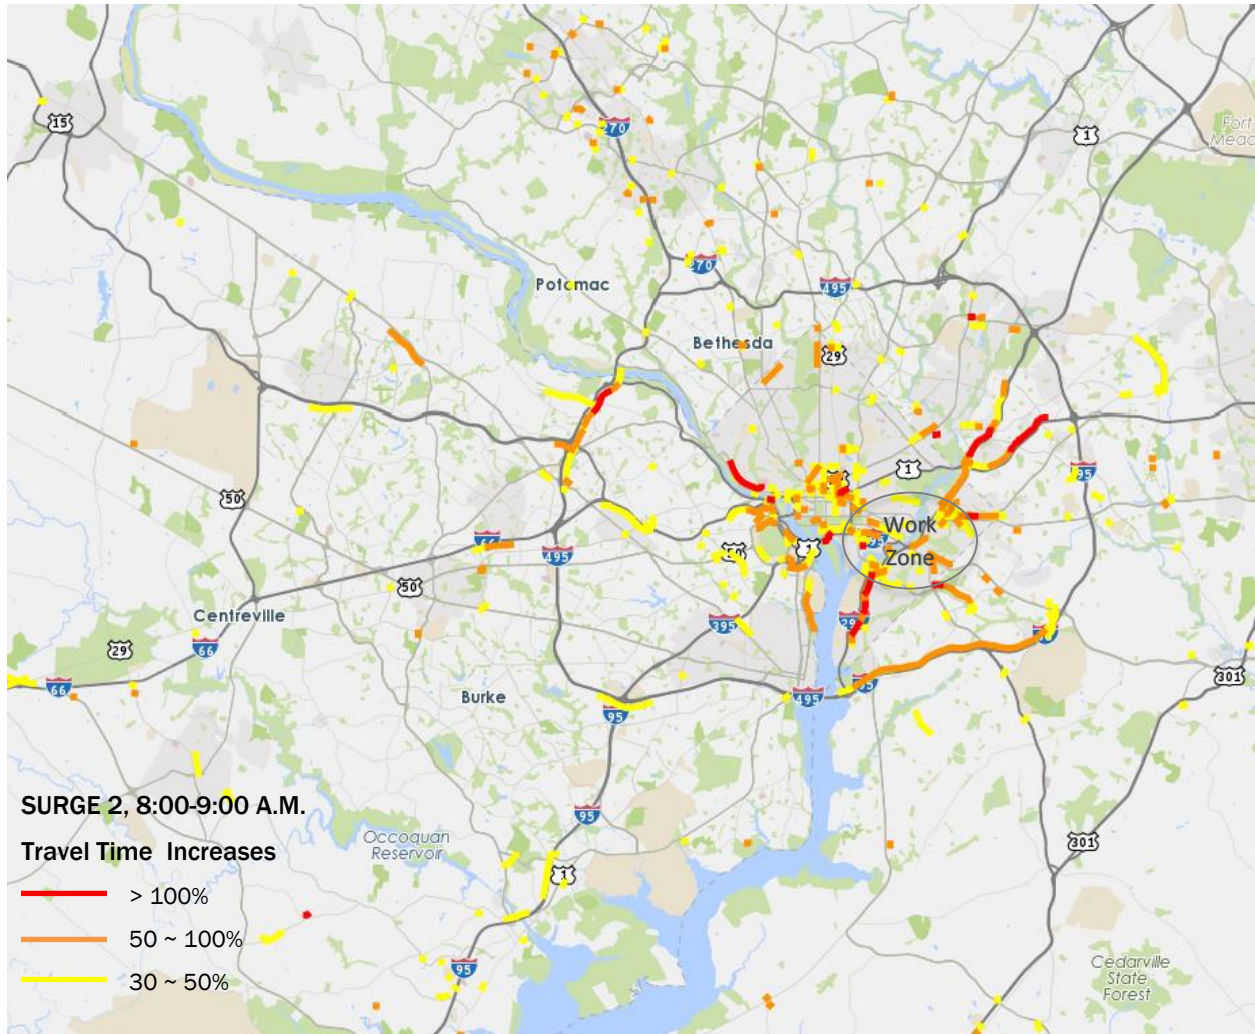 15
270
1
Fort
270
Potomac
495
Bethesda
29
1
95
50
Work
66
50
1
Zone
495
50
Centreville
29
395
29
66
301
66
95
Burke
495
95
SURGE 2, 8:00-9:00 A.M.
95
Occoquan
Reservoir
301
Travel Time Increases
1
> 100%
50 ~ 100%
30 ~ 50%
95
Cedarville
State
Forest